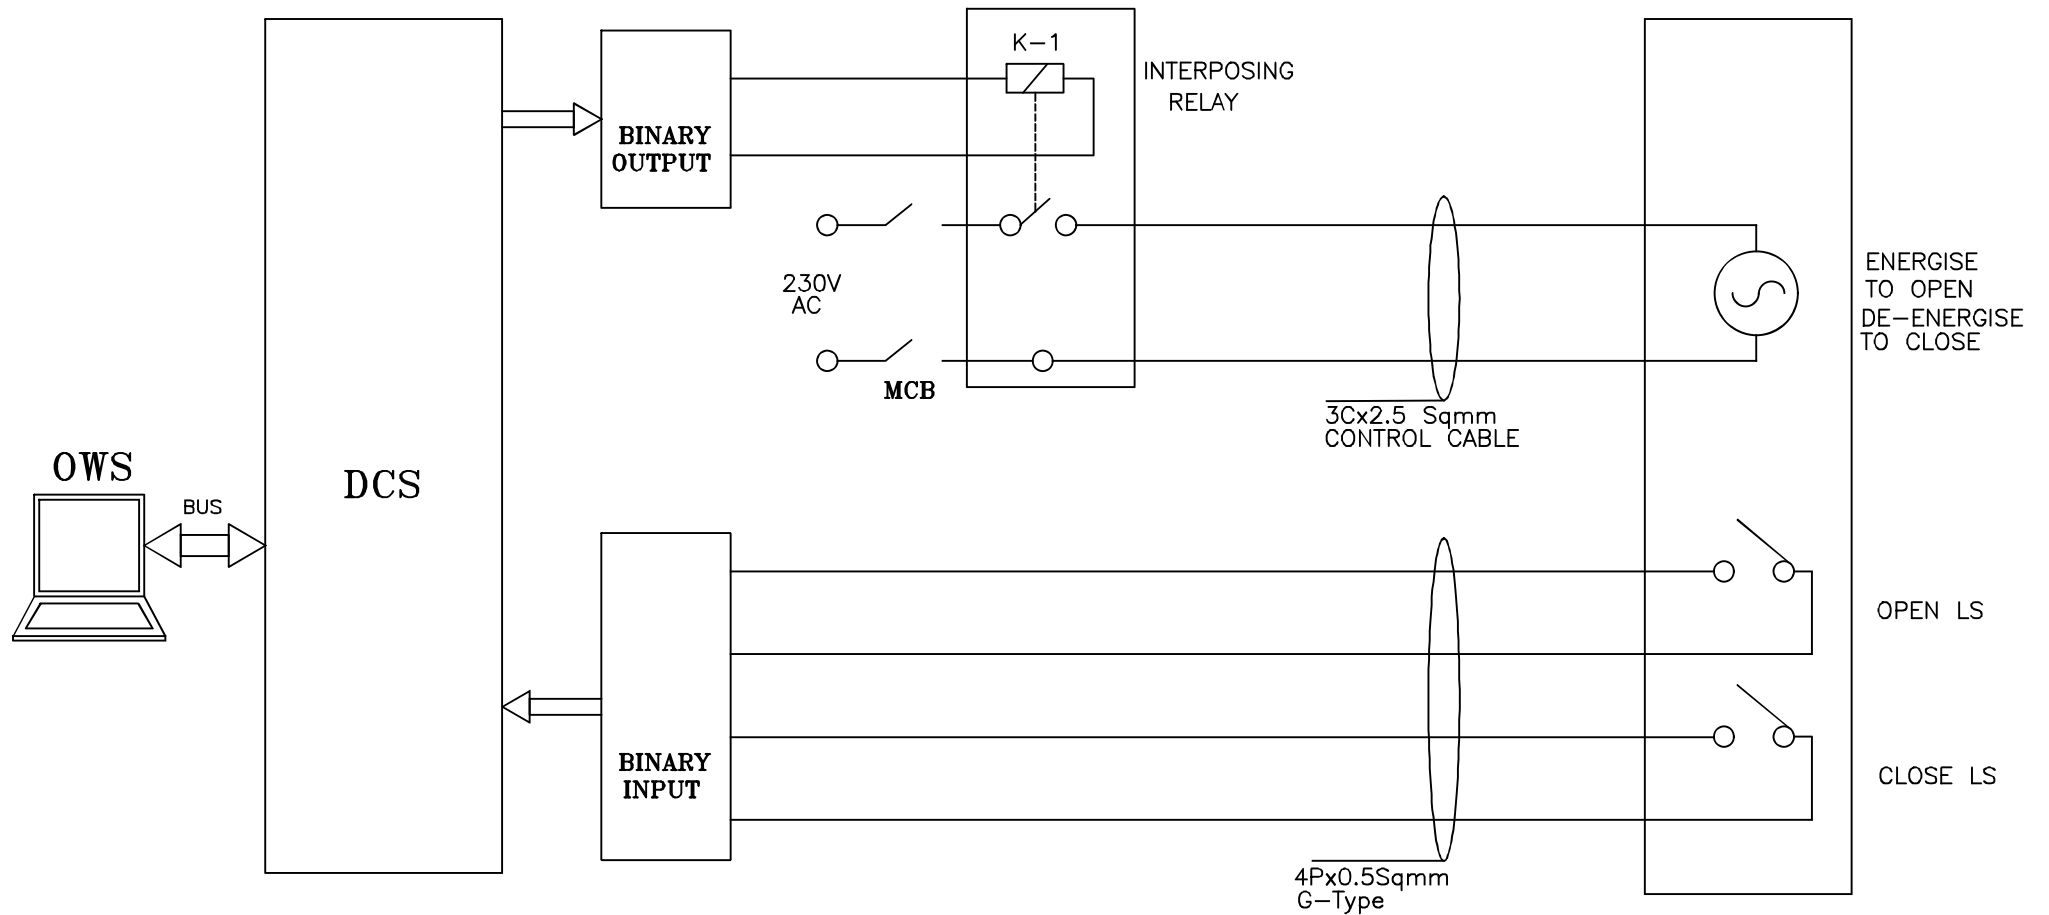 K-1
INTERPOSING
RELAY
BINARY
OUTPUT
230V
AC
MCB
ENERGISE
TO OPEN
DE-ENERGISE
TO CLOSE
3Cx2.5 Sqmm
CONTROL CABLE
OWS
BUS
DCS
OPEN LS
BINARY
INPUT
CLOSE LS
4Px0.5Sqmm
G-Type